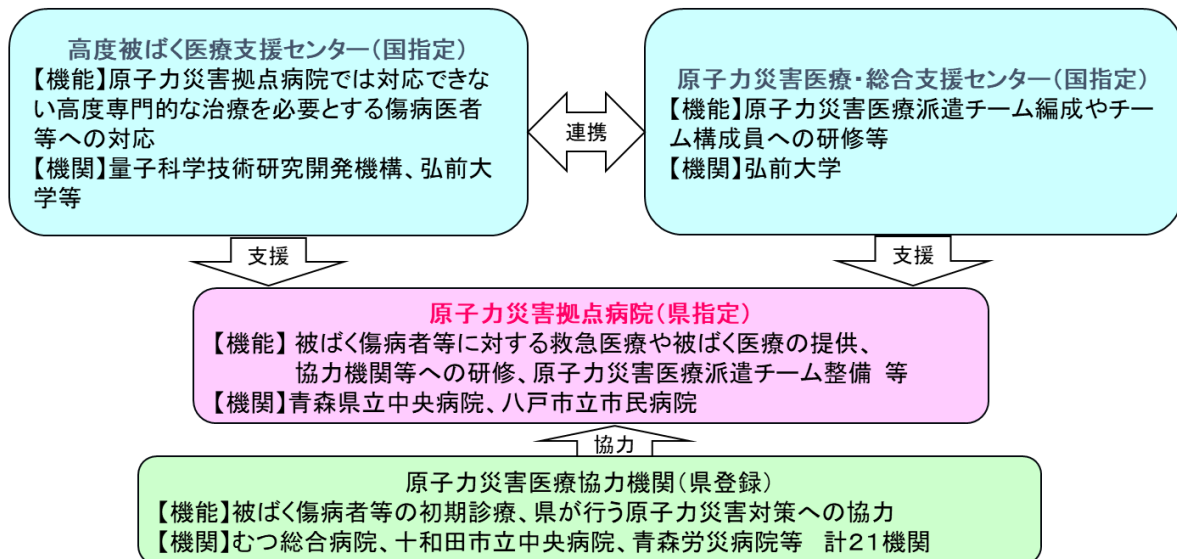 高度被ばく医療支援センター(国指定)
【機能】原子力災害拠点病院では対応できな
い高度専門的な治療を必要とする傷病医者
等への対応
【機関】量子科学技術研究開発機構、弘前大
学等
連携
原子力災害医療・総合支援センター(国指定)
【機能】原子力災害医療派遣チーム編成やチー
ム構成員への研修等
【機関】弘前大学
支援
支援
原子力災害拠点病院(県指定)
【機能】 被ばく傷病者等に対する救急医療や被ばく医療の提供、
協力機関等への研修、原子力災害医療派遣チーム整備 等
【機関】青森県立中央病院、八戸市立市民病院
協力
原子力災害医療協力機関(県登録)
【機能】被ばく傷病者等の初期診療、県が行う原子力災害対策への協力
【機関】むつ総合病院、十和田市立中央病院、青森労災病院等 計21機関